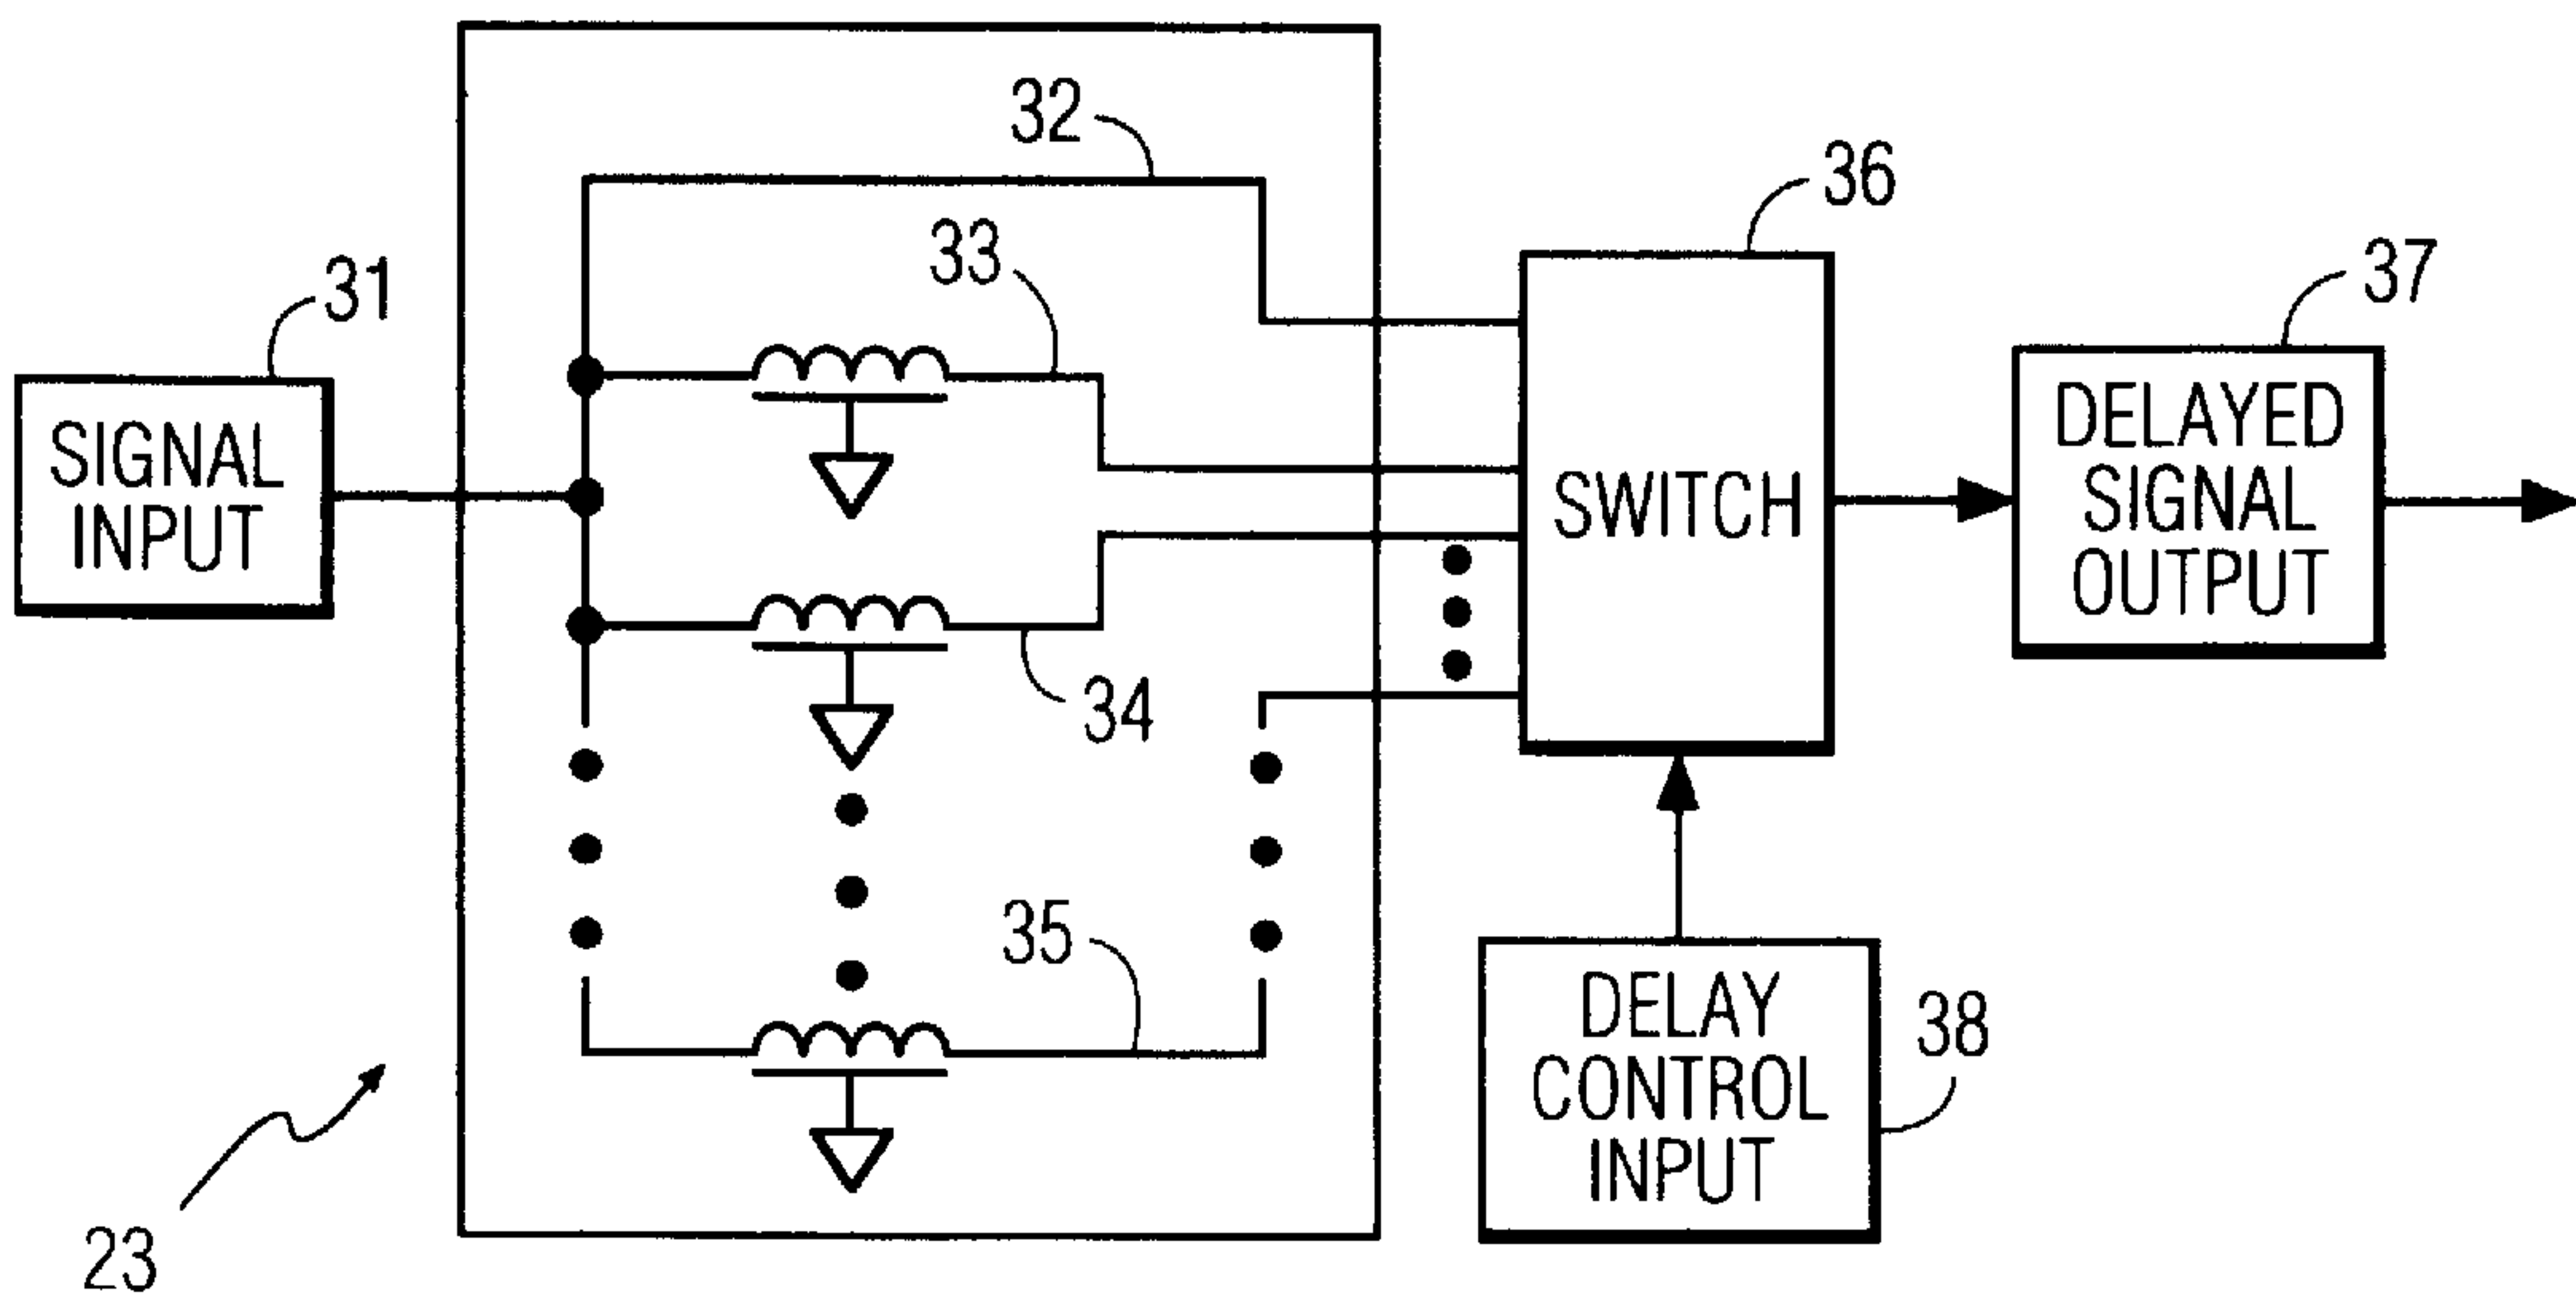 32
36
33
37
31
SIGNAL
INPUT
SWITCH
DELAYED
SIGNAL
OUTPUT
34
35
DELAY
CONTROL
INPUT
38
23